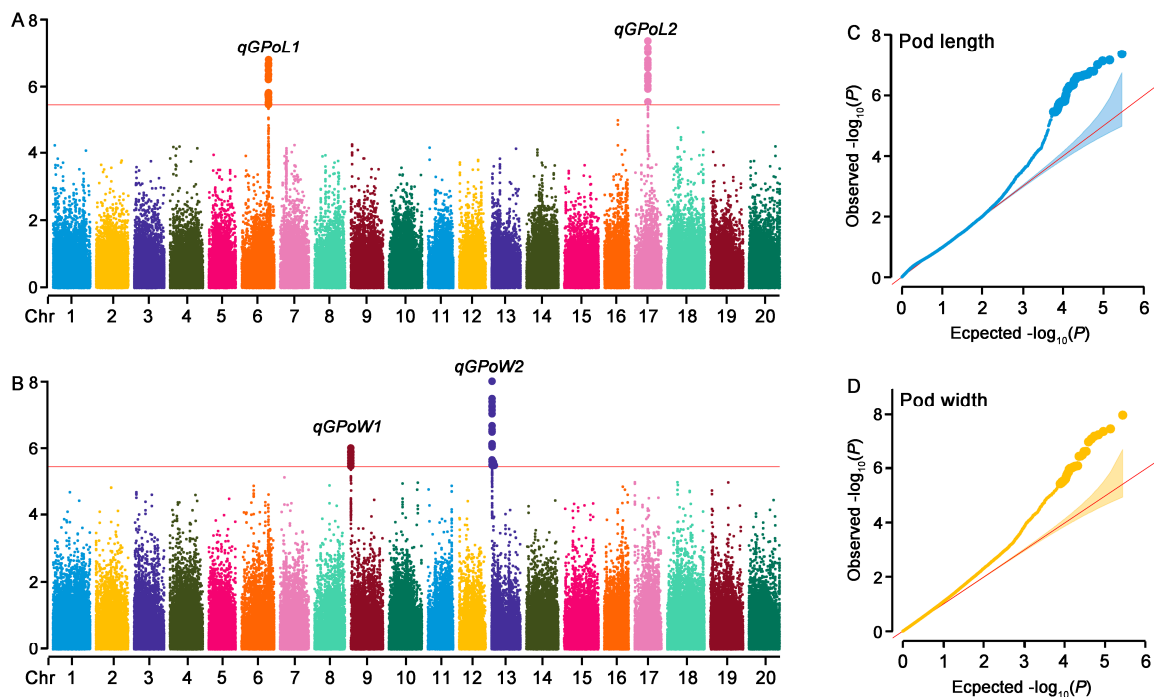 A
8
6
4
2
0
qGPoL1
qGPoL2
Chr 1 2 3 4 5 6 7 8 9 10 11 12 13 14 15 16 17 18 19 20
C
Pod length
Observed -log10(P)
8
6
4
2
0
0 1 2 3 4 5 6
Ecpected -log10(P)
B
8
6
4
2
0
qGPoW1
qGPoW2
Chr 1 2 3 4 5 6 7 8 9 10 11 12 13 14 15 16 17 18 19 20
D
Pod width
Observed -log10(P)
8
6
4
2
0
0 1 2 3 4 5 6
Ecpected -log10(P)